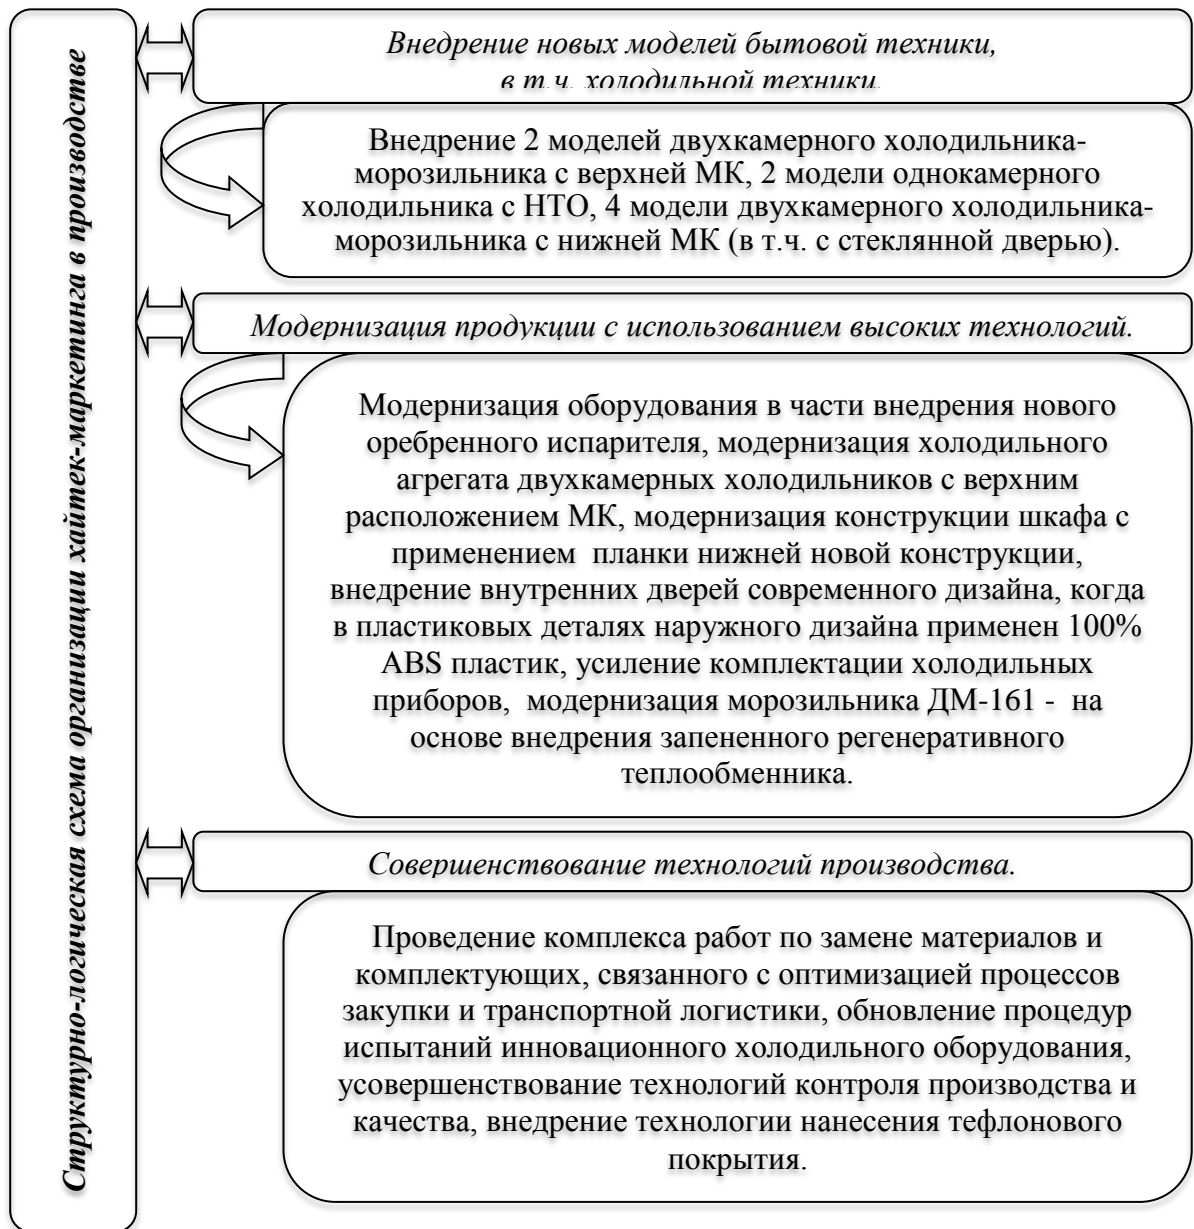 Структурно-логическая схема организации хайтек-маркетинга в производстве
Внедрение новых моделей бытовой техники,
в т.ч. холодильной техники.
Внедрение 2 моделей двухкамерного холодильника-
морозильника с верхней МК, 2 модели однокамерного
холодильника с НТО, 4 модели двухкамерного холодильника-
морозильника с нижней МК (в т.ч. с стеклянной дверью).
Модернизация продукции с использованием высоких технологий.
Модернизация оборудования в части внедрения нового
оребренного испарителя, модернизация холодильного
агрегата двухкамерных холодильников с верхним
расположением МК, модернизация конструкции шкафа с
применением планки нижней новой конструкции,
внедрение внутренних дверей современного дизайна, когда
в пластиковых деталях наружного дизайна применен 100%
ABS пластик, усиление комплектации холодильных
приборов, модернизация морозильника ДМ-161 - на
основе внедрения запененного регенеративного
теплообменника.
Совершенствование технологий производства.
Проведение комплекса работ по замене материалов и
комплектующих, связанного с оптимизацией процессов
закупки и транспортной логистики, обновление процедур
испытаний инновационного холодильного оборудования,
усовершенствование технологий контроля производства и
качества, внедрение технологии нанесения тефлонового
покрытия.